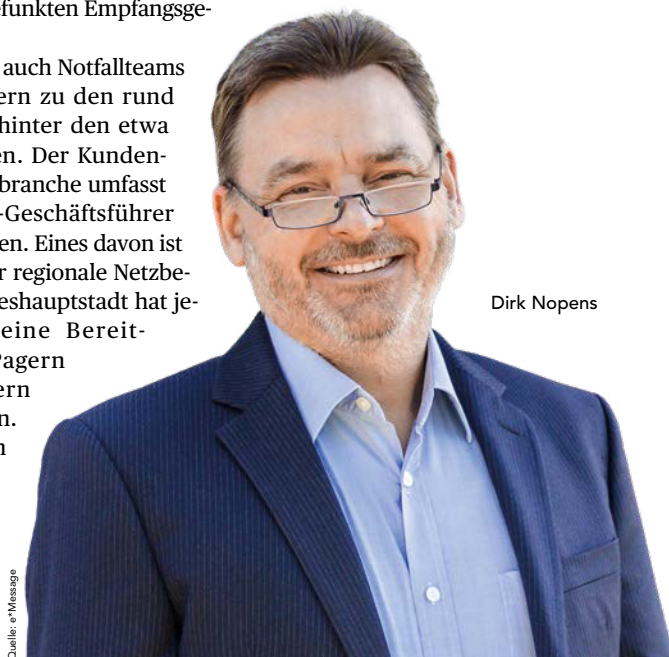 efunkten Empfangsge-
auch Notfallteams
ern zu den rund
hinter den etwa
en. Der Kunden-
branche umfasst
-Geschäftsführer
en. Eines davon ist
r regionale Netzbe-
eshauptstadt hat je-
eine Bereit-
Pagern
ern
n.
n
Dirk Nopens
Quelle: e*Message